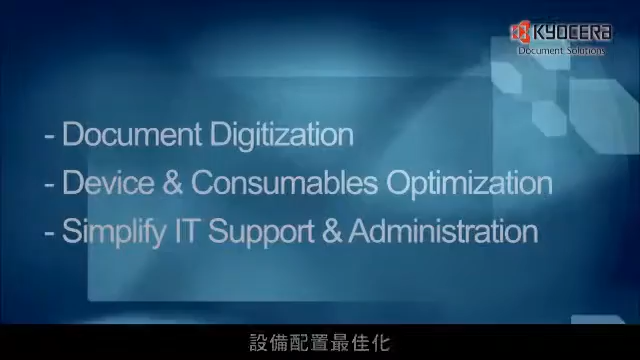 KYOCERA
Document Solutions
- Document Digitization
- Device & Consumables Optimization
- Simplify IT Support & Administration
設備配置最佳化